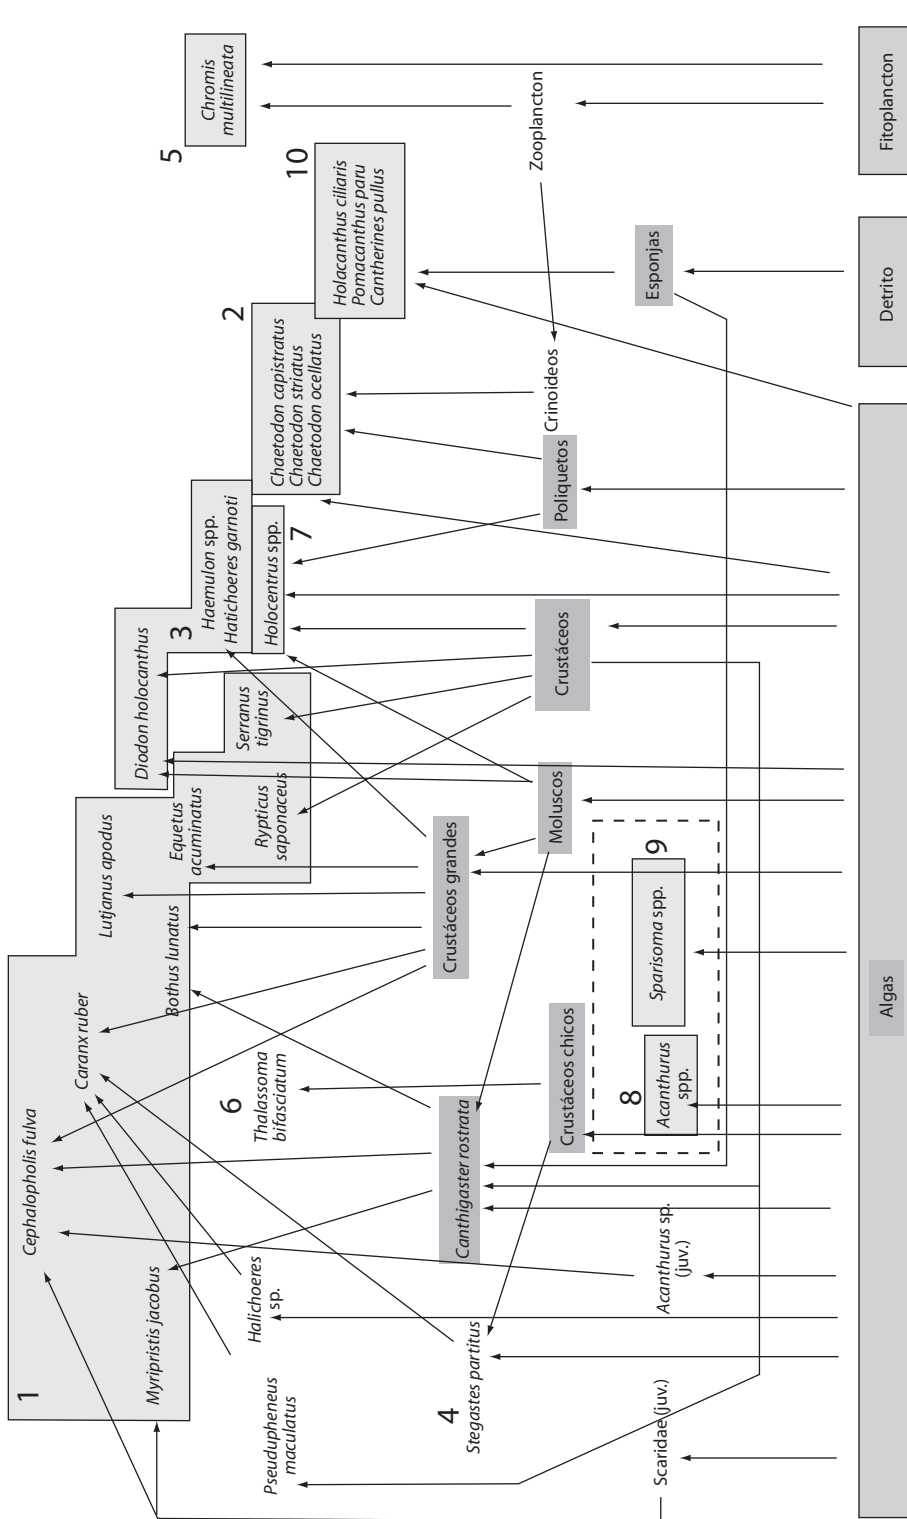 1
Cephalopholis fulva
Caranx ruber
Lutjanus apodus
Diodon holocanthus
Myripristis jacobus
Bothus lunatus
Equetus
acuminatus
3
5
Chromis
multilineata
Haemulon spp.
Hatichoeres garnoti
2
6
Thalassoma
bifasciatum
Serranus
tigrinus
Rypticus
saponaceus
Halichoeres
sp.
Pseudupheneus
maculatus
Holocentrus spp.
7
Chaetodon capistratus
Chaetodon striatus
Chaetodon ocellatus
10
Holacanthus ciliaris
Pomacanthus paru
Cantherines pullus
4
Stegastes partitus
Canthigaster rostrata
Crustáceos grandes
Crustáceos chicos
Moluscos
Crustáceos
Poliquetos
Crinoideos
Zooplancton
8
Acanthurus
spp.
9
Sparisoma spp.
Esponjas
Scaridae (juv.)
Acanthurus sp.
(juv.)
Algas
Detrito
Fitoplancton